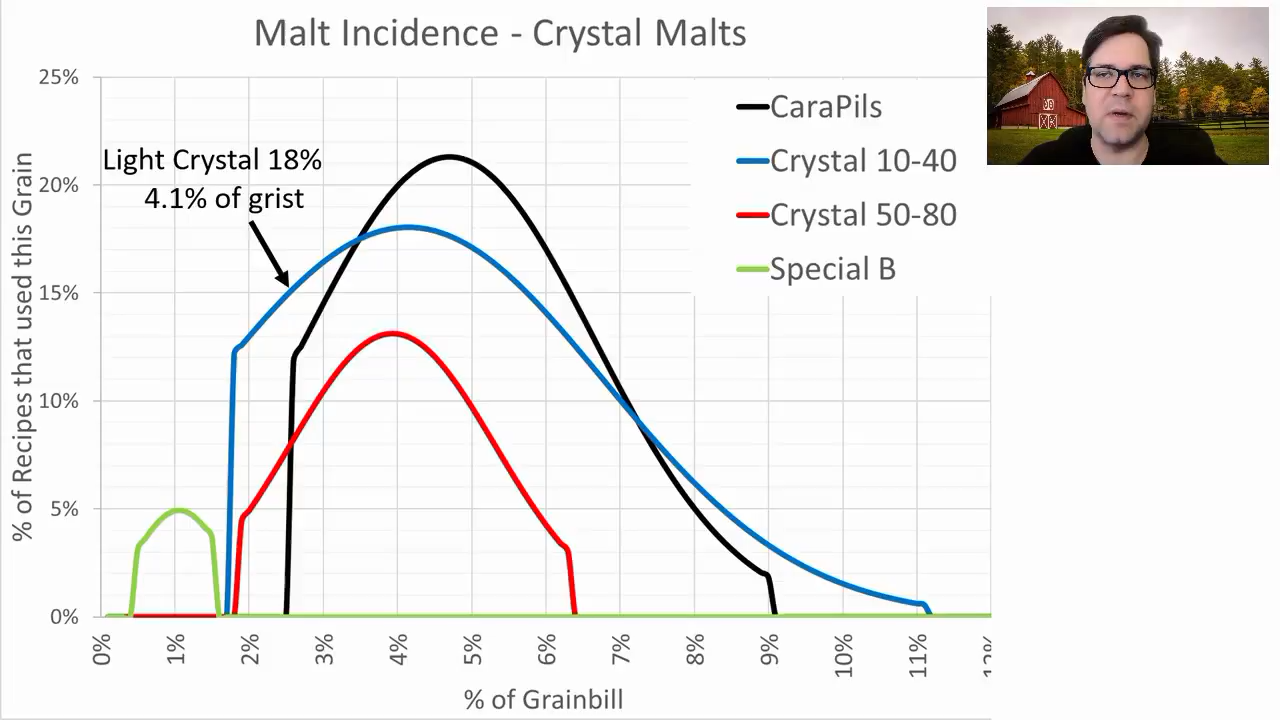 Malt Incidence - Crystal Malts
25%
20%
15%
10%
5%
0%
% of Recipes that used this Grain
Light Crystal 18%
4.1% of grist
CaraPils
Crystal 10-40
Crystal 50-80
Special B
0%
1%
2%
3%
4%
5%
6%
7%
8%
9%
10%
11%
% of Grainbill